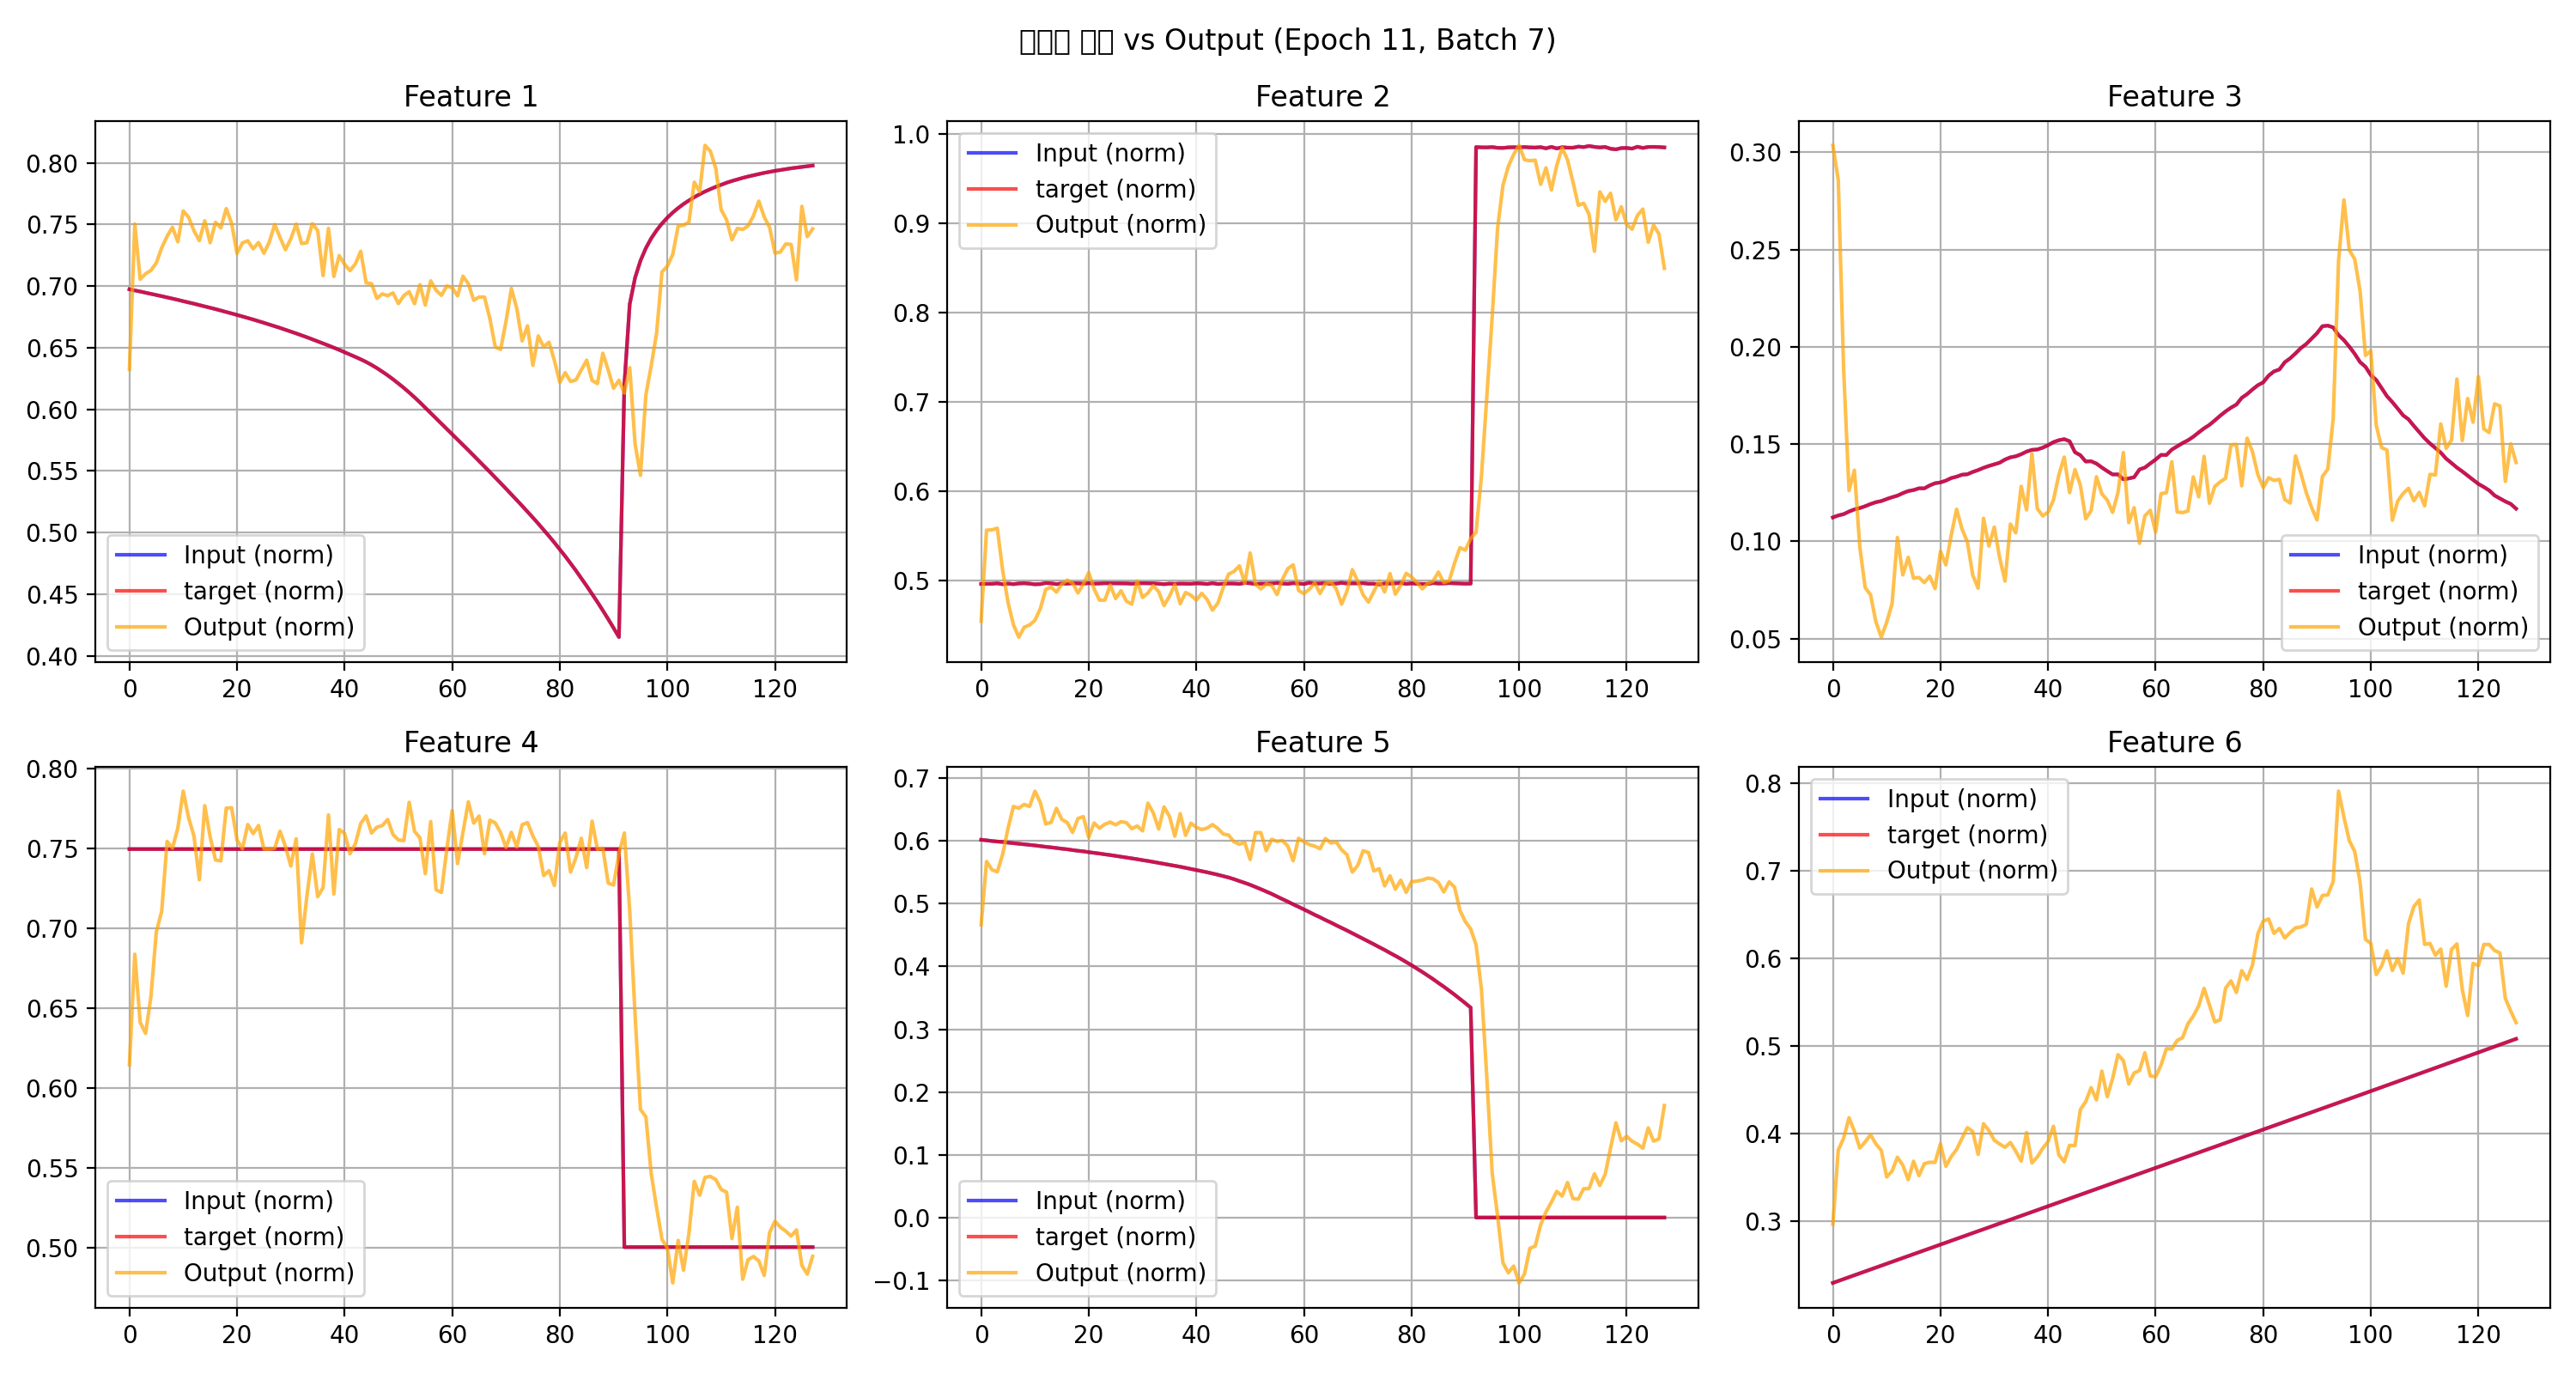 vs Output (Epoch 11, Batch 7)
Feature 1
0.80
0.75
0.70
0.65
0.60
0.55
0.50
0.45
0.40
0 20 40 60 80 100 120
Input (norm)
target (norm)
Output (norm)
Feature 2
1.0
0.9
0.8
0.7
0.6
0.5
0 20 40 60 80 100 120
Input (norm)
target (norm)
Output (norm)
Feature 3
0.30
0.25
0.20
0.15
0.10
0.05
0 20 40 60 80 100 120
Input (norm)
target (norm)
Output (norm)
Feature 4
0.80
0.75
0.70
0.65
0.60
0.55
0.50
0 20 40 60 80 100 120
Input (norm)
target (norm)
Output (norm)
Feature 5
0.7
0.6
0.5
0.4
0.3
0.2
0.1
0.0
−0.1
0 20 40 60 80 100 120
Input (norm)
target (norm)
Output (norm)
Feature 6
0.8
0.7
0.6
0.5
0.4
0.3
0 20 40 60 80 100 120
Input (norm)
target (norm)
Output (norm)